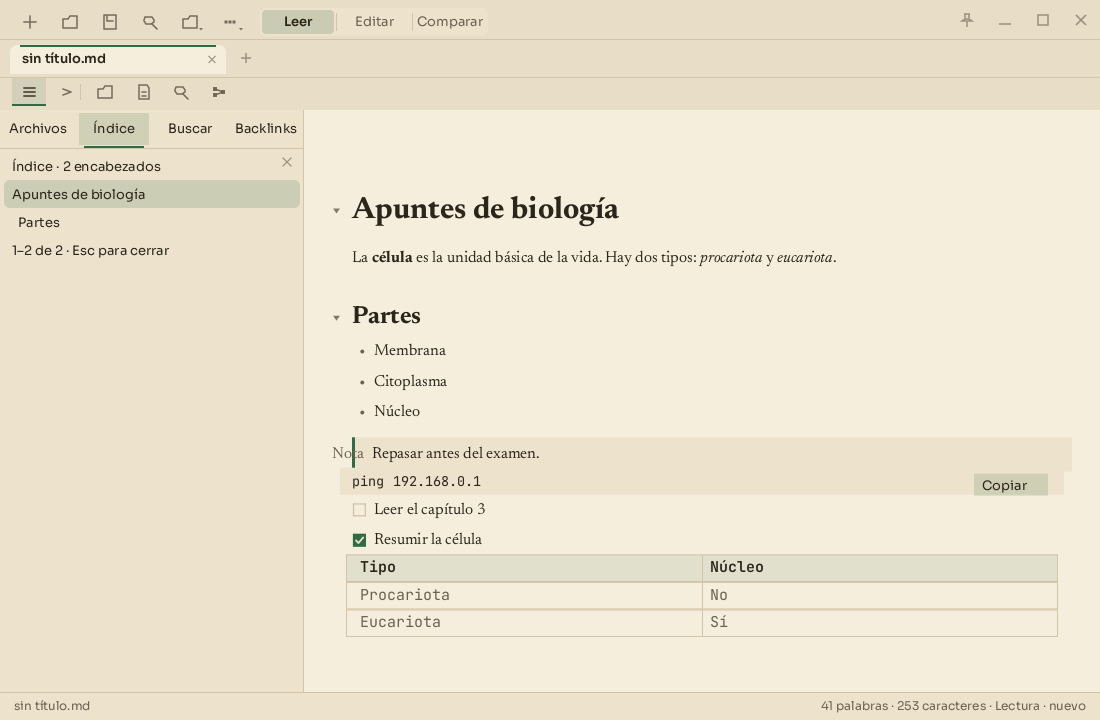 Leer Editar Comparar
sin título.md
Archivos Índice Buscar Backlinks
Índice · 2 encabezados
Apuntes de biología
Partes
1–2 de 2 · Esc para cerrar
Apuntes de biología
La célula es la unidad básica de la vida. Hay dos tipos: procariota y eucariota.
Partes
• Membrana
• Citoplasma
• Núcleo
Nota Repasar antes del examen.
ping 192.168.0.1
Copiar
Leer el capítulo 3
Resumir la célula
Tipo Núcleo
Procariota No
Eucariota Sí
sin título.md 41 palabras · 253 caracteres · Lectura · nuevo